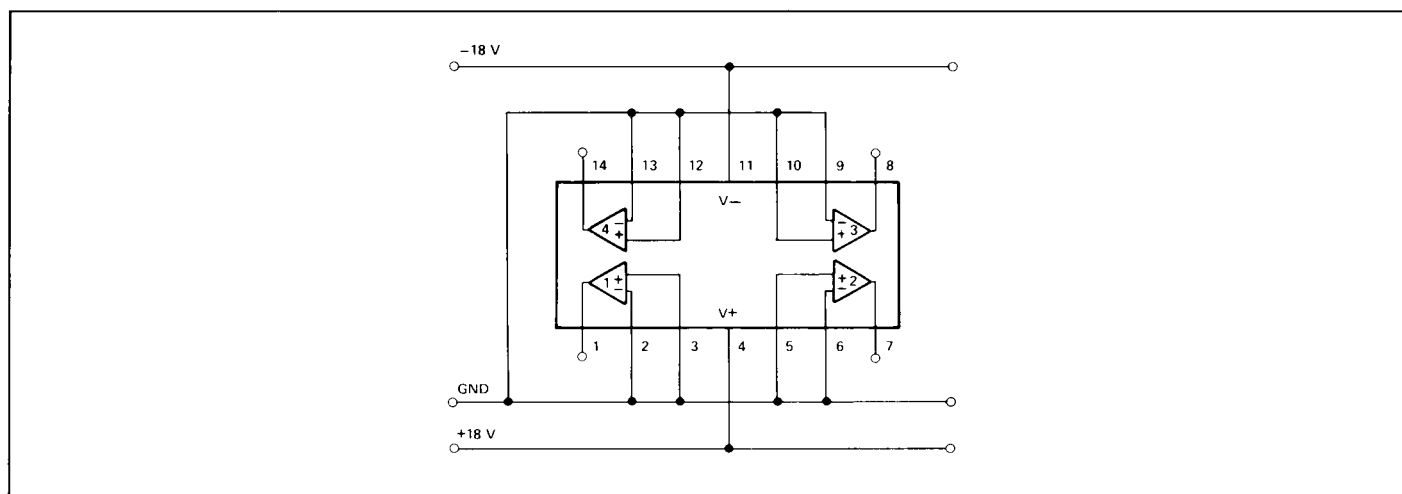 −18 V
14 13 12 11 10 9 8
V−
4 − + − + 3
1 + − + − 2
V+
1 2 3 4 5 6 7
GND
+18 V